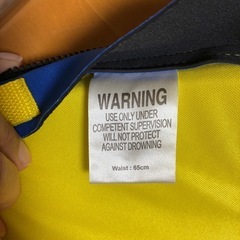 WARNING
USE ONLY UNDER
COMPETENT SUPERVISION
WILL NOT PROTECT
AGAINST DROWNING
Waist : 65cm